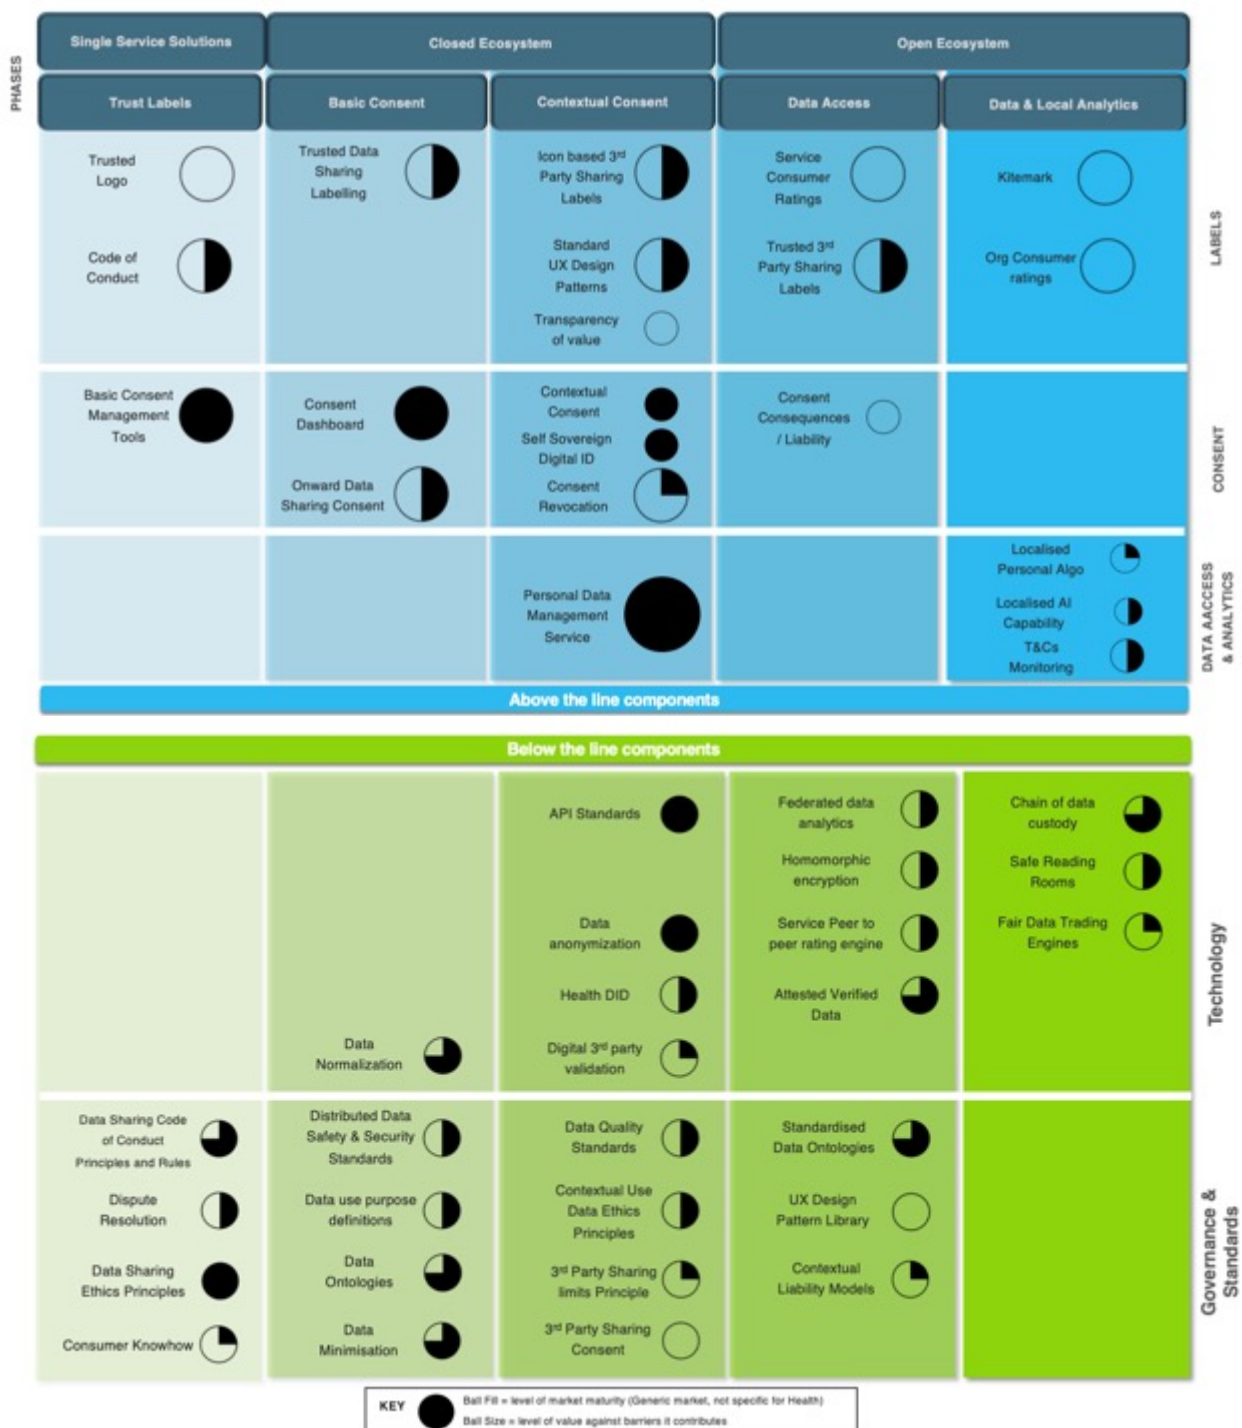 PHASES
Single Service Solutions
Closed Ecosystem
Open Ecosystem
Trust Labels
Basic Consent
Contextual Consent
Data Access
Data & Local Analytics
LABELS
Trusted
Logo
Code of
Conduct
Trusted Data
Sharing
Labelling
Icon based 3rd
Party Sharing
Labels
Standard
UX Design
Patterns
Transparency
of value
Service
Consumer
Ratings
Trusted 3rd
Party Sharing
Labels
Kitemark
Org Consumer
ratings
CONSENT
Basic Consent
Management
Tools
Consent
Dashboard
Onward Data
Sharing Consent
Contextual
Consent
Self Sovereign
Digital ID
Consent
Revocation
Consent
Consequences
/ Liability
DATA AACCESS
& ANALYTICS
Personal Data
Management
Service
Localised
Personal Algo
Localised AI
Capability
T&Cs
Monitoring
Above the line components
Below the line components
Technology
Data
Normalization
API Standards
Data
anonymization
Health DID
Digital 3rd party
validation
Federated data
analytics
Homomorphic
encryption
Service Peer to
peer rating engine
Attested Verified
Data
Chain of data
custody
Safe Reading
Rooms
Fair Data Trading
Engines
Governance &
Standards
Data Sharing Code
of Conduct
Principles and Rules
Dispute
Resolution
Data Sharing
Ethics Principles
Consumer Knowhow
Distributed Data
Safety & Security
Standards
Data use purpose
definitions
Data
Ontologies
Data
Minimisation
Data Quality
Standards
Contextual Use
Data Ethics
Principles
3rd Party Sharing
limits Principle
3rd Party Sharing
Consent
Standardised
Data Ontologies
UX Design
Pattern Library
Contextual
Liability Models
KEY
Ball Fill = level of market maturity (Generic market, not specific for Health)
Ball Size = level of value against barriers it contributes